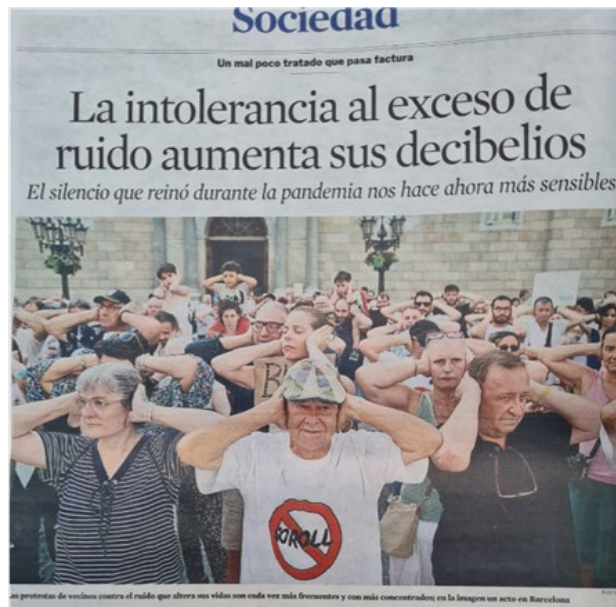 Sociedad
Un mal poco tratado que pasa factura
La intolerancia al exceso de
ruido aumenta sus decibelios
El silencio que reinó durante la pandemia nos hace ahora más sensibles
SOROLL
as protestas de vecinos contra el ruido que altera sus vidas son cada vez más frecuentes y con más concentrados; en la imagen un acto en Barcelona